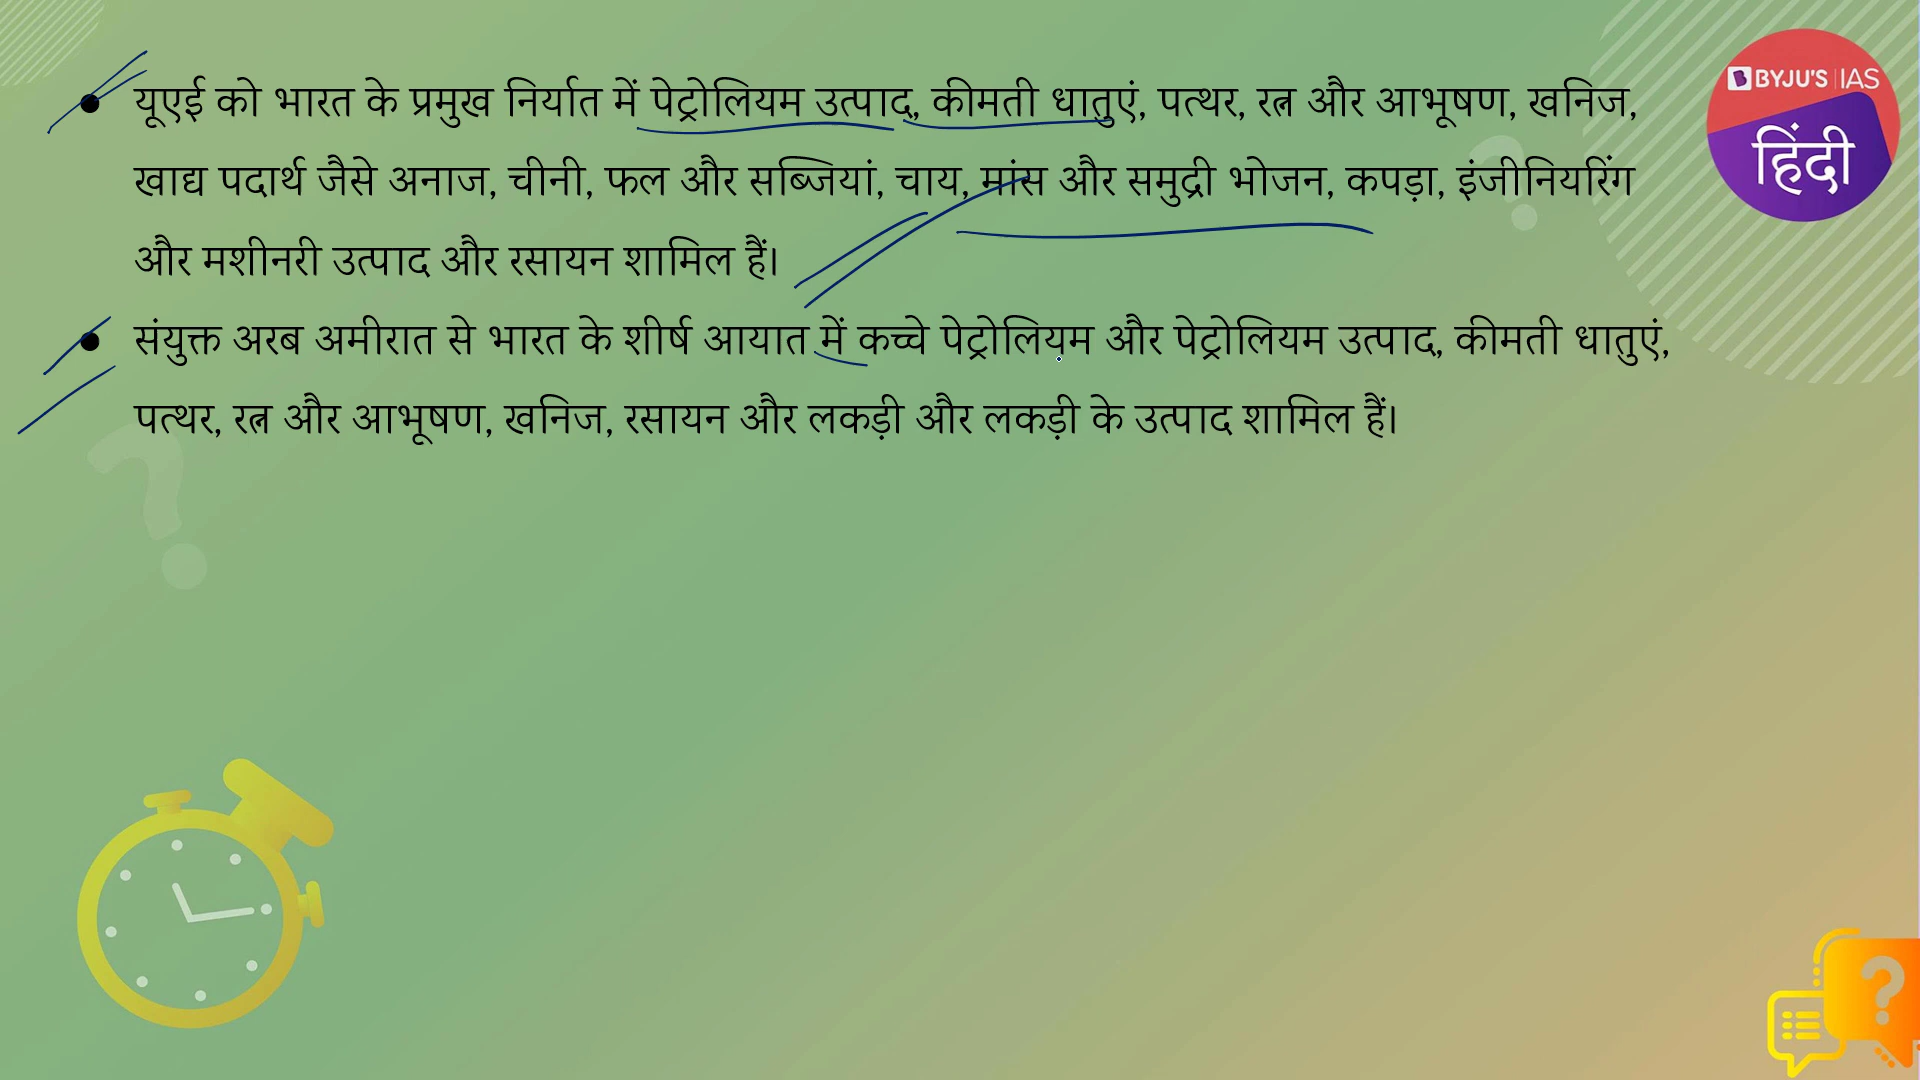 यूएई को भारत के प्रमुख निर्यात में पेट्रोलियम उत्पाद, कीमती धातुएं, पत्थर, रत्न और आभूषण, खनिज,
खाद्य पदार्थ जैसे अनाज, चीनी, फल और सब्जियां, चाय, मांस और समुद्री भोजन, कपड़ा, इंजीनियरिंग
और मशीनरी उत्पाद और रसायन शामिल हैं।
संयुक्त अरब अमीरात से भारत के शीर्ष आयात में कच्चे पेट्रोलियम और पेट्रोलियम उत्पाद, कीमती धातुएं,
पत्थर, रत्न और आभूषण, खनिज, रसायन और लकड़ी और लकड़ी के उत्पाद शामिल हैं।
BYJU'S | IAS
हिंदी